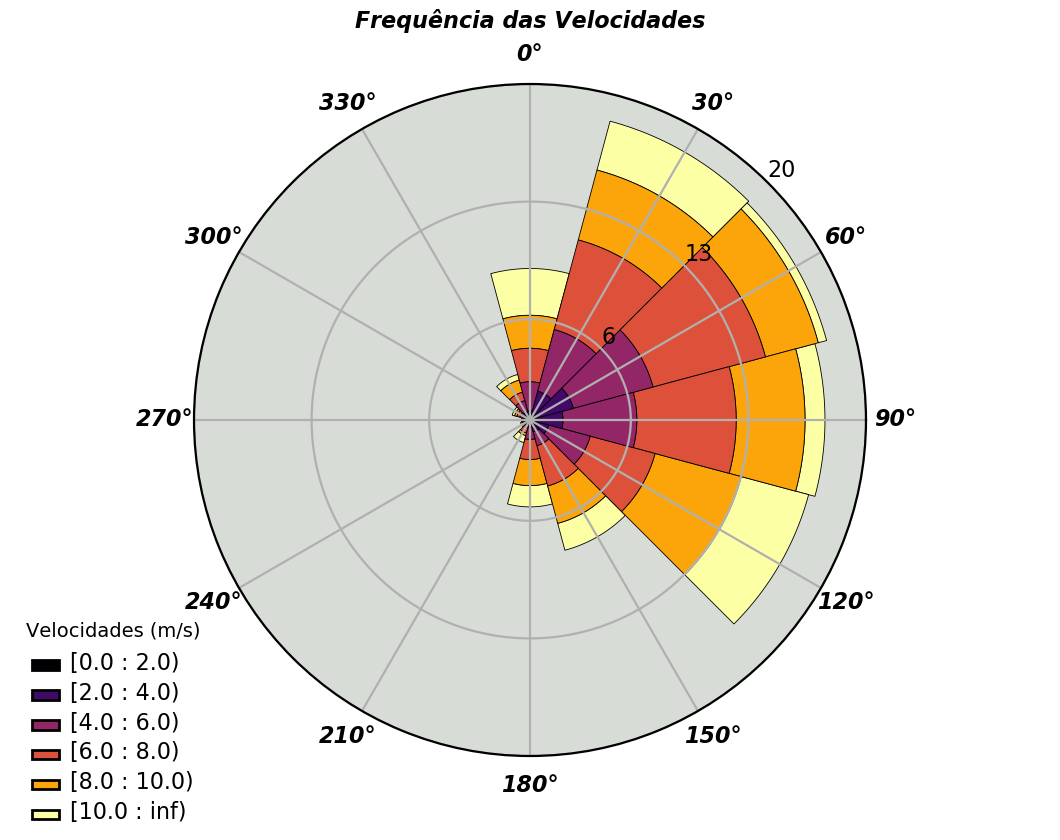 Frequência das Velocidades
0°
330°
30°
20
300°
60°
13
6
270°
90°
240°
120°
Velocidades (m/s)
[0.0 : 2.0)
[2.0 : 4.0)
[4.0 : 6.0)
210°
150°
[6.0 : 8.0)
[8.0 : 10.0)
180°
[10.0 : inf)